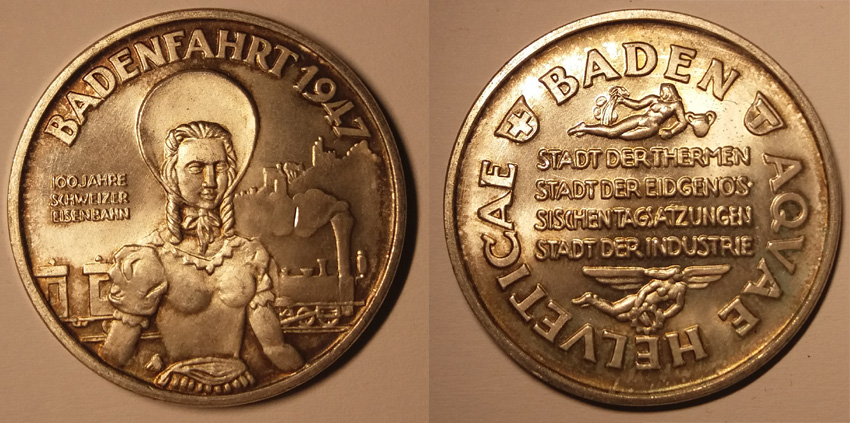 BADENFAHRT 1947
100 JAHRE
SCHWEIZER
EISENBAHN
BADEN
AQVAE HELVETICAE
STADT DER THERMEN
STADT DER EIDGENÖS-
SISCHEN TAGSATZUNGEN
STADT DER INDUSTRIE